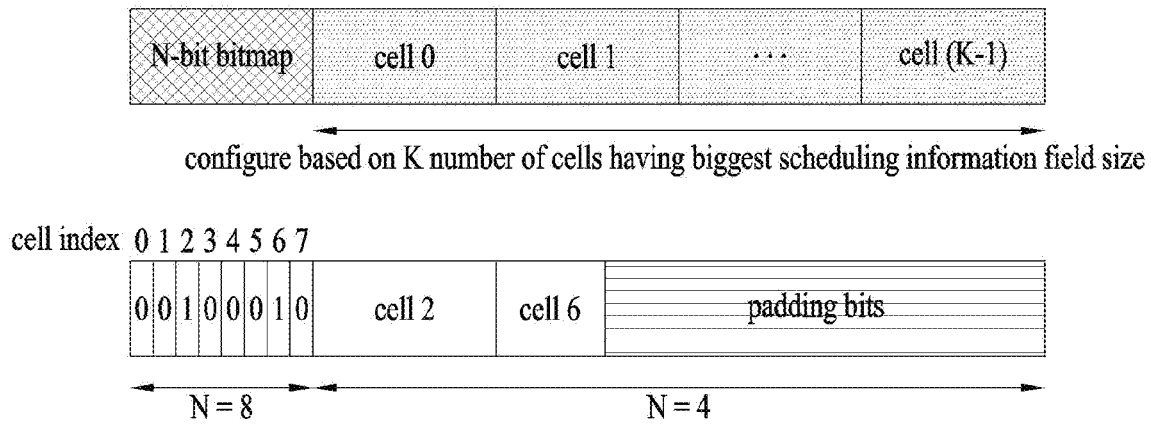 N-bit bitmap cell 0 cell 1 ··· cell (K-1)
configure based on K number of cells having biggest scheduling information field size
cell index 0 1 2 3 4 5 6 7
0 0 1 0 0 0 1 0 cell 2 cell 6 padding bits
N = 8 N = 4